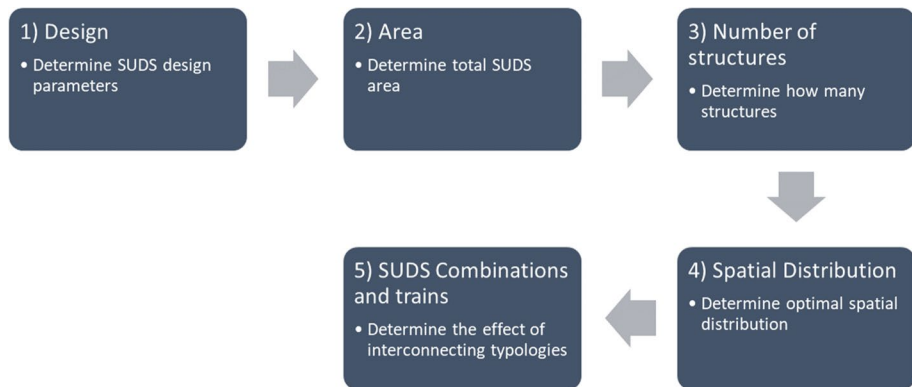 1) Design
• Determine SUDS design
parameters
2) Area
• Determine total SUDS
area
3) Number of
structures
• Determine how many
structures
4) Spatial Distribution
• Determine optimal spatial
distribution
5) SUDS Combinations
and trains
• Determine the effect of
interconnecting typologies